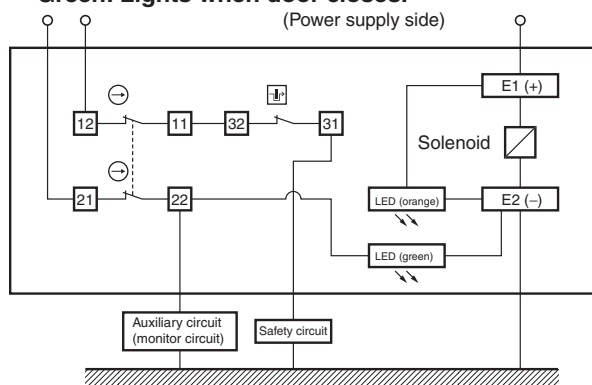 Green: Lights when door closes.
(Power supply side)
E1 (+)
12
11
32
31
Solenoid
21
22
LED (orange)
E2 (−)
LED (green)
Auxiliary circuit
(monitor circuit)
Safety circuit